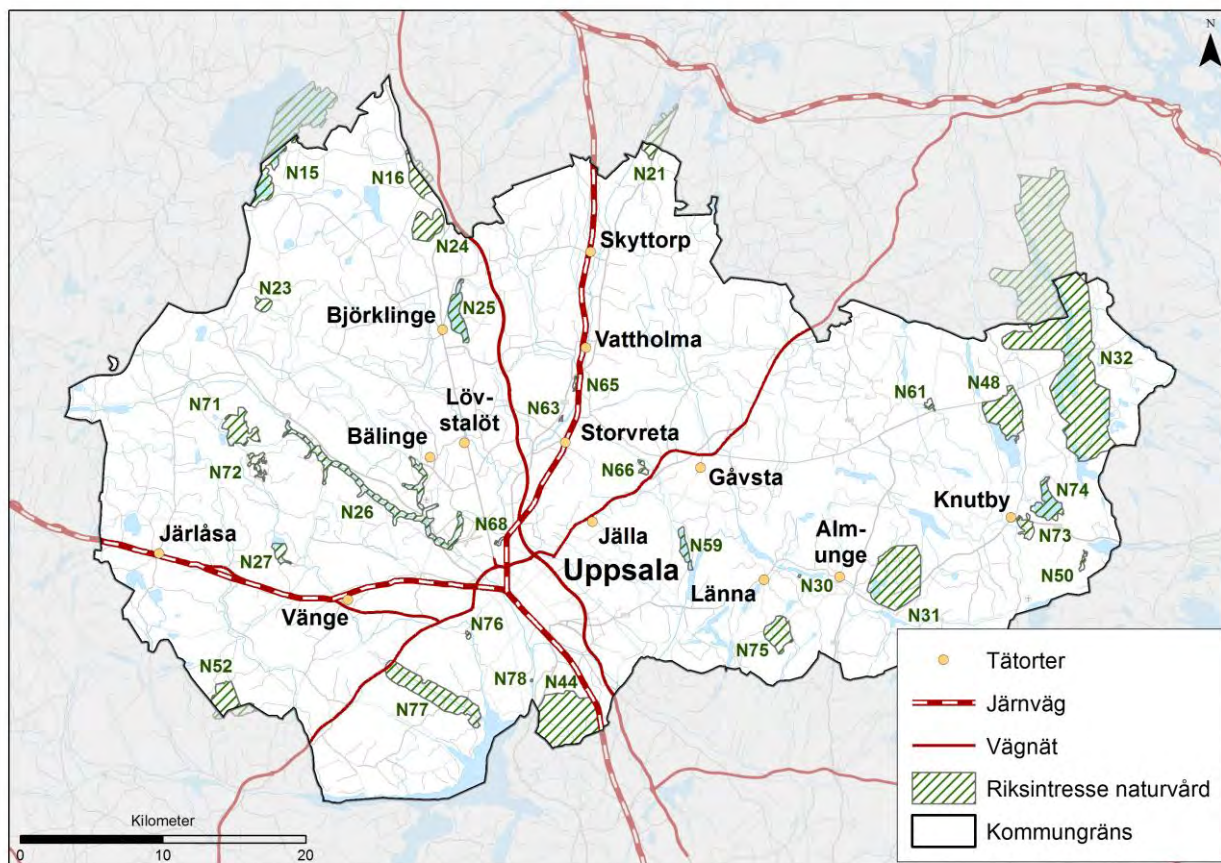 N
N15
N16
N21
N24
Skyttorp
N23
N25
Björklinge
Vattholma
N32
N65
N61
N48
N71
Löv-
stalöt
N63
Bälinge
Storvreta
N72
N66
Gåvsta
N26
N74
Knutby
N68
Jälla
Alm-
unge
N73
Järlåsa
N27
N59
Uppsala
N50
Länna
N30
Vänge
N31
N76
N75
N52
N78
N44
N77
Tätorter
Järnväg
Vägnät
Riksintresse naturvård
Kommungräns
Kilometer
0
10
20